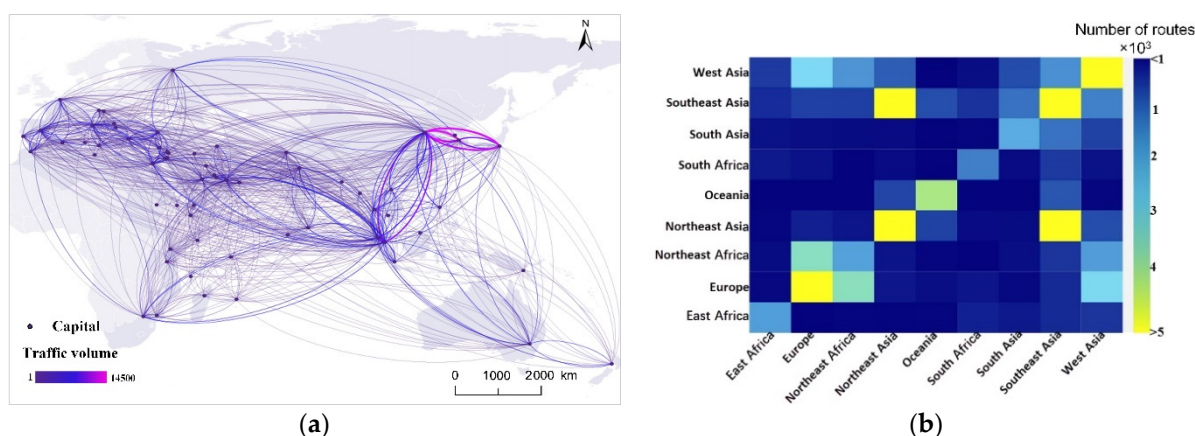 N
Capital
Traffic volume
1 14500
0 1000 2000 km
(a)
Number of routes
×10³
West Asia
Southeast Asia
South Asia
South Africa
Oceania
Northeast Asia
Northeast Africa
Europe
East Africa
East Africa
Europe
Northeast Africa
Northeast Asia
Oceania
South Africa
South Asia
Southeast Asia
West Asia
<1
1
2
3
4
>5
(b)